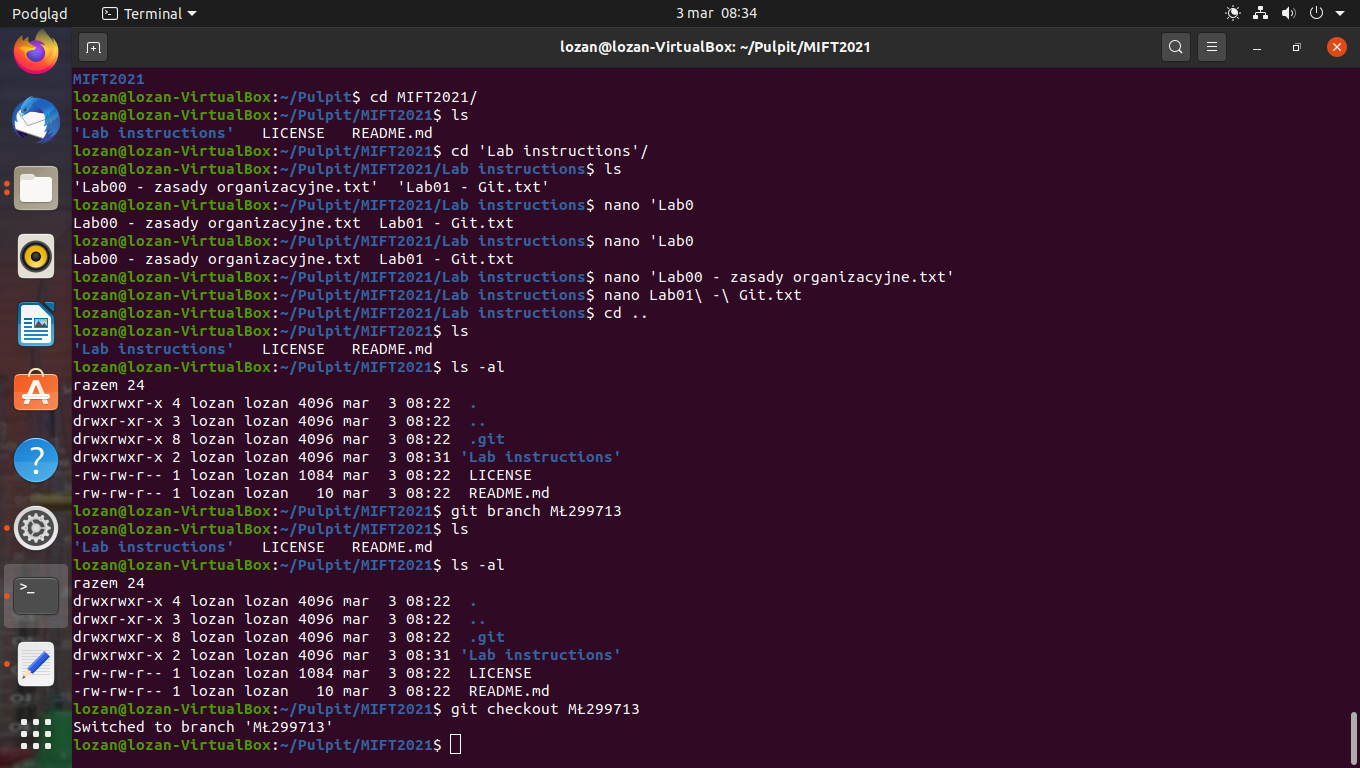 Podgląd
Terminal
3 mar 08:34
lozan@lozan-VirtualBox: ~/Pulpit/MIFT2021
MIFT2021
lozan@lozan-VirtualBox:~/Pulpit$ cd MIFT2021/
lozan@lozan-VirtualBox:~/Pulpit/MIFT2021$ ls
'Lab instructions'   LICENSE   README.md
lozan@lozan-VirtualBox:~/Pulpit/MIFT2021$ cd 'Lab instructions'/
lozan@lozan-VirtualBox:~/Pulpit/MIFT2021/Lab instructions$ ls
'Lab00 - zasady organizacyjne.txt'  'Lab01 - Git.txt'
lozan@lozan-VirtualBox:~/Pulpit/MIFT2021/Lab instructions$ nano 'Lab0
Lab00 - zasady organizacyjne.txt  Lab01 - Git.txt
lozan@lozan-VirtualBox:~/Pulpit/MIFT2021/Lab instructions$ nano 'Lab0
Lab00 - zasady organizacyjne.txt  Lab01 - Git.txt
lozan@lozan-VirtualBox:~/Pulpit/MIFT2021/Lab instructions$ nano 'Lab00 - zasady organizacyjne.txt'
lozan@lozan-VirtualBox:~/Pulpit/MIFT2021/Lab instructions$ nano Lab01\ -\ Git.txt
lozan@lozan-VirtualBox:~/Pulpit/MIFT2021/Lab instructions$ cd ..
lozan@lozan-VirtualBox:~/Pulpit/MIFT2021$ ls
'Lab instructions'   LICENSE   README.md
lozan@lozan-VirtualBox:~/Pulpit/MIFT2021$ ls -al
razem 24
drwxrwxr-x 4 lozan lozan 4096 mar  3 08:22  .
drwxr-xr-x 3 lozan lozan 4096 mar  3 08:22  ..
drwxrwxr-x 8 lozan lozan 4096 mar  3 08:22  .git
drwxrwxr-x 2 lozan lozan 4096 mar  3 08:31 'Lab instructions'
-rw-rw-r-- 1 lozan lozan 1084 mar  3 08:22  LICENSE
-rw-rw-r-- 1 lozan lozan   10 mar  3 08:22  README.md
lozan@lozan-VirtualBox:~/Pulpit/MIFT2021$ git branch MŁ299713
lozan@lozan-VirtualBox:~/Pulpit/MIFT2021$ ls
'Lab instructions'   LICENSE   README.md
lozan@lozan-VirtualBox:~/Pulpit/MIFT2021$ ls -al
razem 24
drwxrwxr-x 4 lozan lozan 4096 mar  3 08:22  .
drwxr-xr-x 3 lozan lozan 4096 mar  3 08:22  ..
drwxrwxr-x 8 lozan lozan 4096 mar  3 08:22  .git
drwxrwxr-x 2 lozan lozan 4096 mar  3 08:31 'Lab instructions'
-rw-rw-r-- 1 lozan lozan 1084 mar  3 08:22  LICENSE
-rw-rw-r-- 1 lozan lozan   10 mar  3 08:22  README.md
lozan@lozan-VirtualBox:~/Pulpit/MIFT2021$ git checkout MŁ299713
Switched to branch 'MŁ299713'
lozan@lozan-VirtualBox:~/Pulpit/MIFT2021$